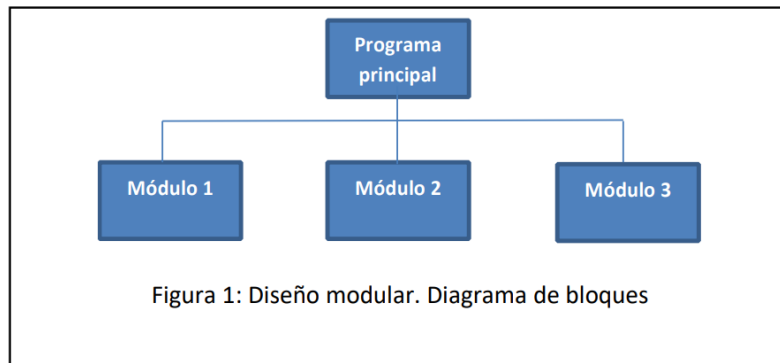 Programa
principal
Módulo 1
Módulo 2
Módulo 3
Figura 1: Diseño modular. Diagrama de bloques